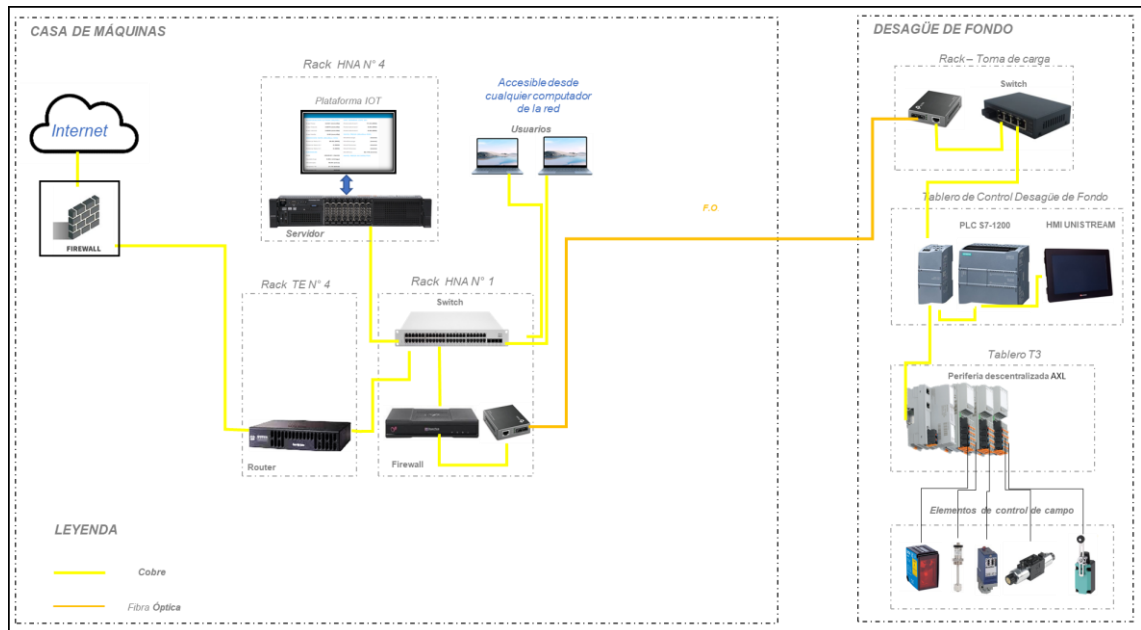 CASA DE MÁQUINAS
Rack HNA N° 4
Plataforma IOT
Servidor
Accesible desde
cualquier computador
de la red
Usuarios
Internet
FIREWALL
F.O.
Rack TE N° 4
Router
Rack HNA N° 1
Switch
Firewall
LEYENDA
Cobre
Fibra Óptica
DESAGÜE DE FONDO
Rack – Toma de carga
Switch
Tablero de Control Desagüe de Fondo
PLC S7-1200
HMI UNISTREAM
Tablero T3
Periferia descentralizada AXL
Elementos de control de campo